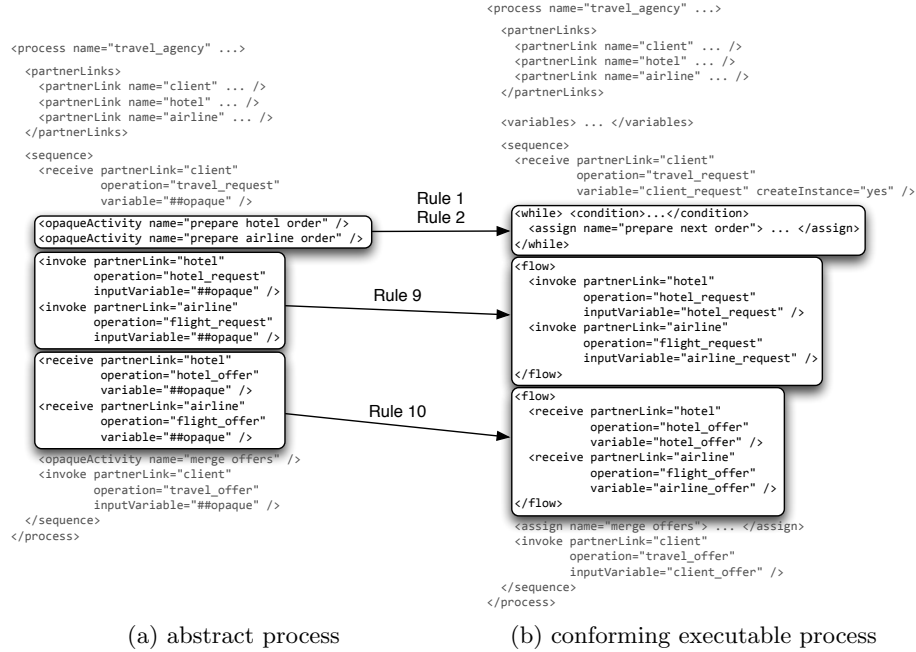 <process name="travel_agency" ...>
<partnerLinks>
<partnerLink name="client" ... />
<partnerLink name="hotel" ... />
<partnerLink name="airline" ... />
</partnerLinks>
<sequence>
<receive partnerLink="client"
operation="travel_request"
variable="##opaque" />
<opaqueActivity name="prepare hotel order" />
<opaqueActivity name="prepare airline order" />
<invoke partnerLink="hotel"
operation="hotel_request"
inputVariable="##opaque" />
<invoke partnerLink="airline"
operation="flight_request"
inputVariable="##opaque" />
<receive partnerLink="hotel"
operation="hotel_offer"
variable="##opaque" />
<receive partnerLink="airline"
operation="flight_offer"
variable="##opaque" />
<opaqueActivity name="merge offers" />
<invoke partnerLink="client"
operation="travel_offer"
inputVariable="##opaque" />
</sequence>
</process>
(a) abstract process
Rule 1
Rule 2
Rule 9
Rule 10
<process name="travel_agency" ...>
<partnerLinks>
<partnerLink name="client" ... />
<partnerLink name="hotel" ... />
<partnerLink name="airline" ... />
</partnerLinks>
<variables> ... </variables>
<sequence>
<receive partnerLink="client"
operation="travel_request"
variable="client_request" createInstance="yes" />
<while> <condition>...</condition>
<assign name="prepare next order"> ... </assign>
</while>
<flow>
<invoke partnerLink="hotel"
operation="hotel_request"
inputVariable="hotel_request" />
<invoke partnerLink="airline"
operation="flight_request"
inputVariable="airline_request" />
</flow>
<flow>
<receive partnerLink="hotel"
operation="hotel_offer"
variable="hotel_offer" />
<receive partnerLink="airline"
operation="flight_offer"
variable="airline_offer" />
</flow>
<assign name="merge offers"> ... </assign>
<invoke partnerLink="client"
operation="travel_offer"
inputVariable="client_offer" />
</sequence>
</process>
(b) conforming executable process